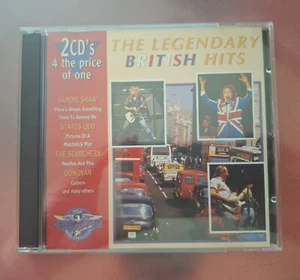 2CD's
4 the price
of one
THE LEGENDARY
BRITISH HITS
SANDIE SHAW
There's Always Something
There To Remind Me
STATUS QUO
Pictures Of A
Matchstick Man
THE SEARCHERS
Needles And Pins
DONOVAN
Colours
and many others